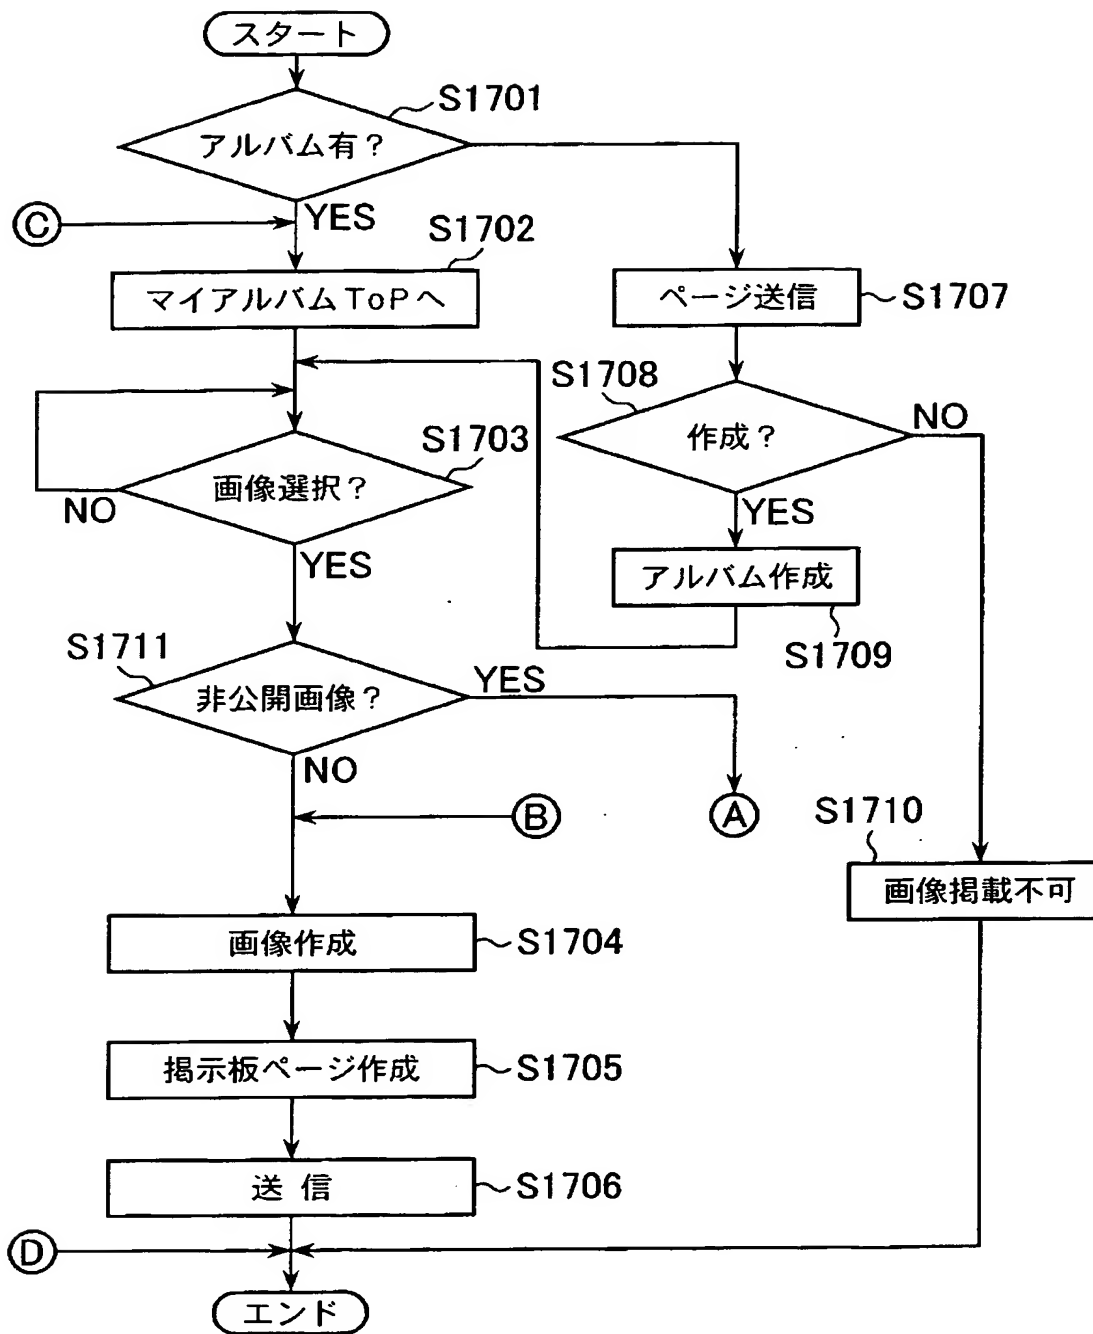 スタート
S1701
アルバム有?
C
YES
S1702
マイアルバムToPへ
ページ送信
S1707
S1708
作成?
NO
S1703
画像選択?
NO
YES
YES
アルバム作成
S1709
S1711
非公開画像?
YES
NO
B
A
S1710
画像掲載不可
画像作成
S1704
掲示板ページ作成
S1705
送信
S1706
D
エンド